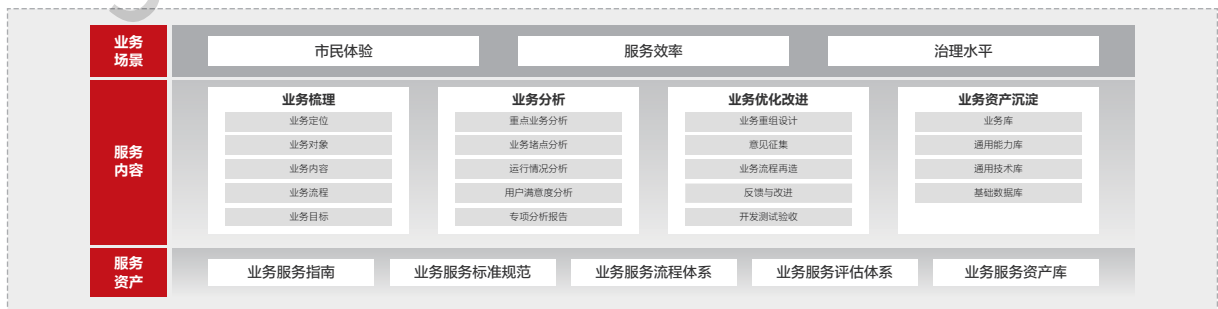 业务
场景
市民体验
服务效率
治理水平
服务
内容
业务梳理
业务定位
业务对象
业务内容
业务流程
业务目标
业务分析
重点业务分析
业务堵点分析
运行情况分析
用户满意度分析
专项分析报告
业务优化改进
业务重组设计
意见征集
业务流程再造
反馈与改进
开发测试验收
业务资产沉淀
业务库
通用能力库
通用技术库
基础数据库
服务
资产
业务服务指南
业务服务标准规范
业务服务流程体系
业务服务评估体系
业务服务资产库